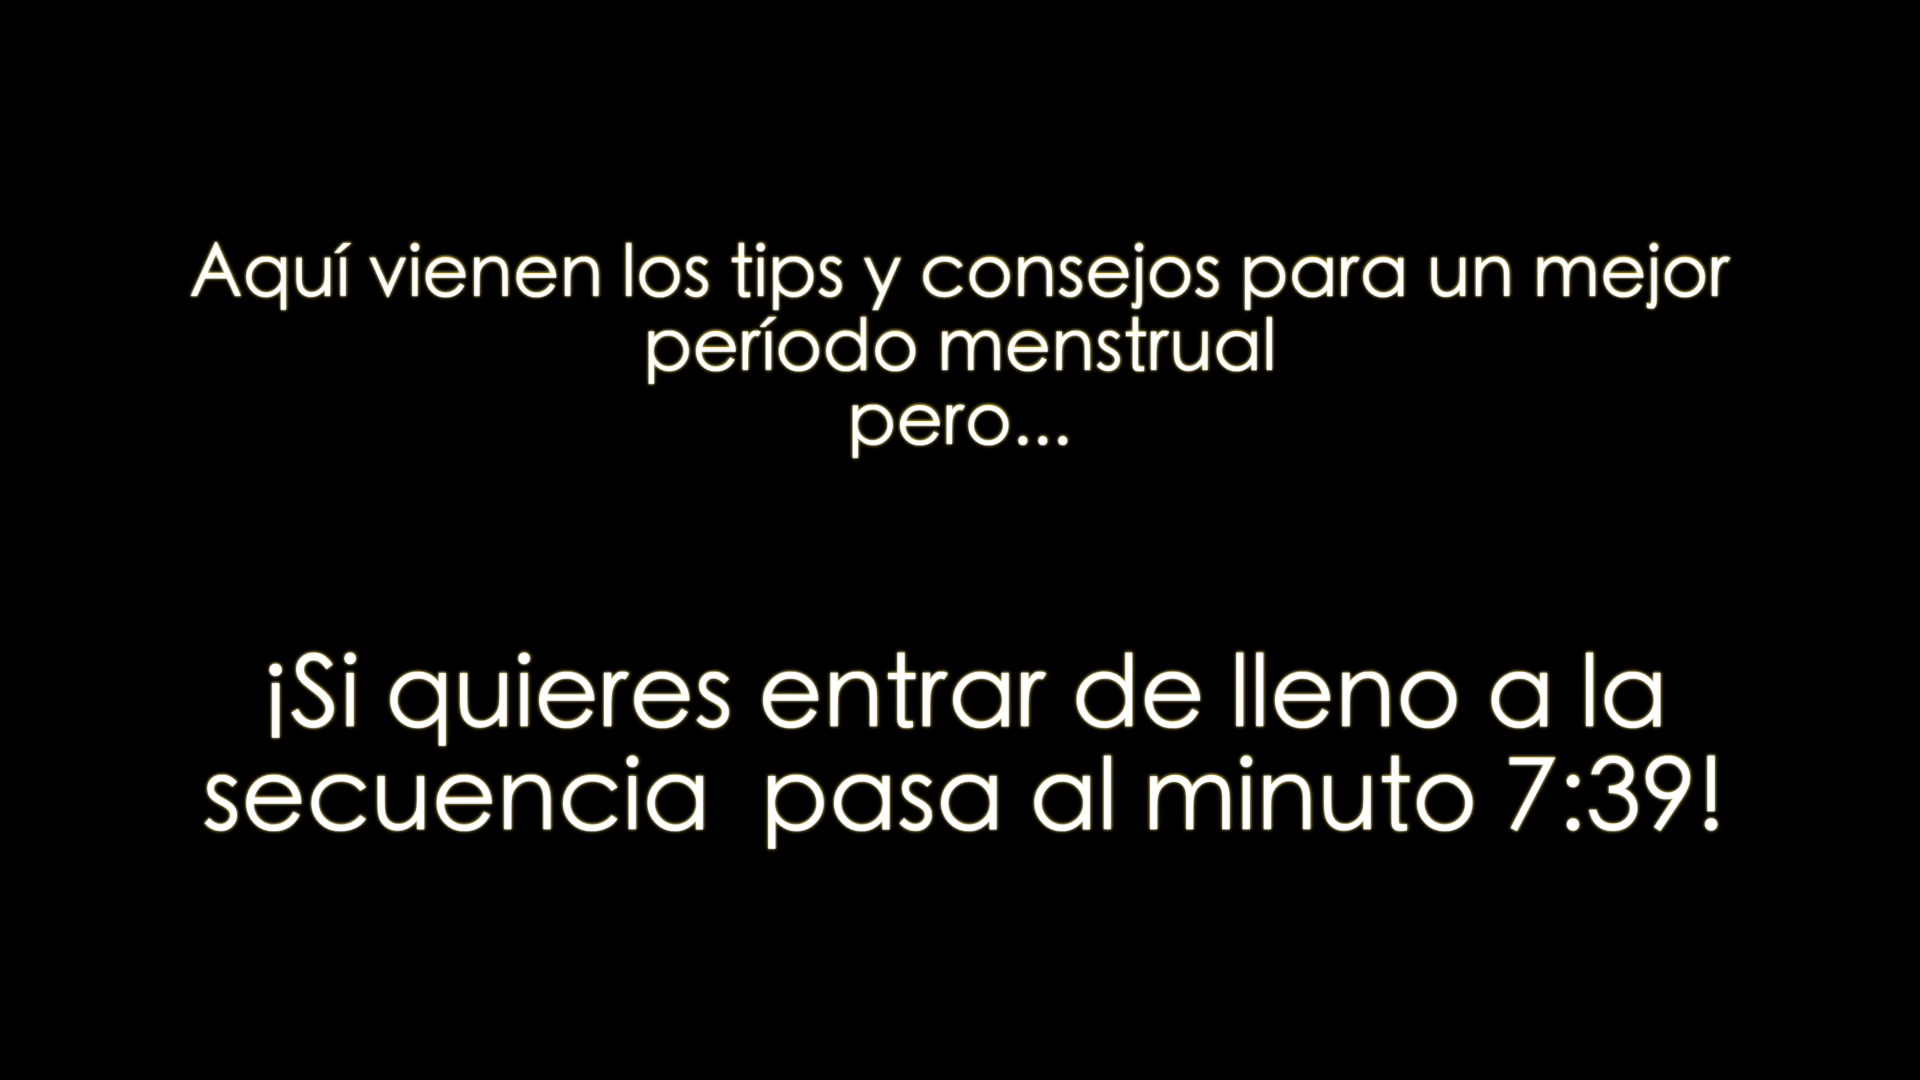 Aquí vienen los tips y consejos para un mejor
período menstrual
pero...
¡Si quieres entrar de lleno a la
secuencia  pasa al minuto 7:39!